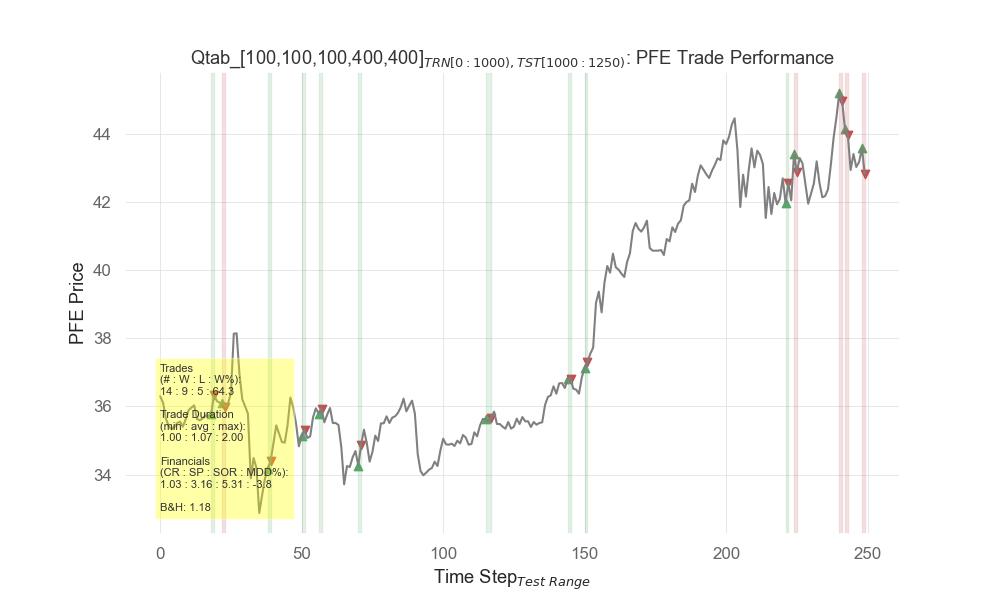 Qtab_[100,100,100,400,400]TRN[0 : 1000), TST[1000 : 1250): PFE Trade Performance
PFE Price
44
42
40
38
36
34
Trades
(# : W : L : W%):
14 : 9 : 5 : 64.3
Trade Duration
(min : avg : max):
1.00 : 1.07 : 2.00
Financials
(CR : SP : SOR : MDD%):
1.03 : 3.16 : 5.31 : -3.8
B&H: 1.18
0 50 100 150 200 250
Time StepTest Range